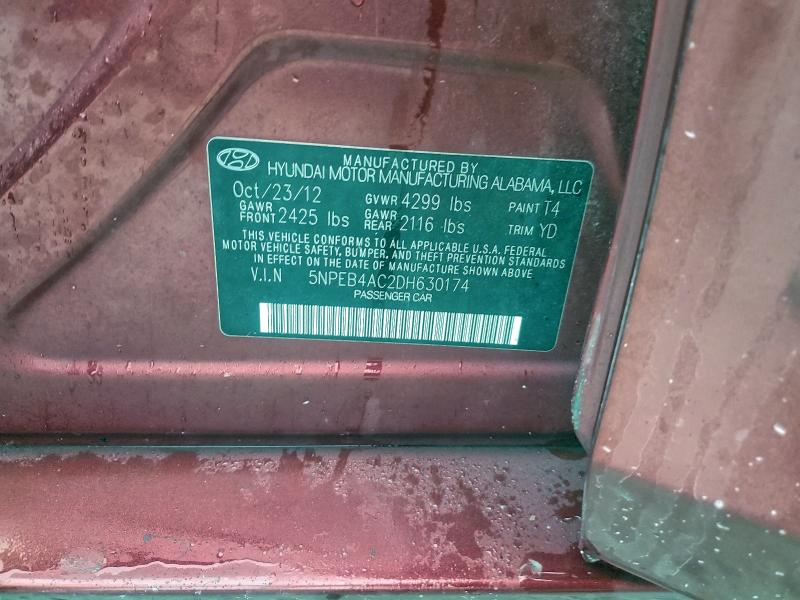 MANUFACTURED BY
HYUNDAI MOTOR MANUFACTURING ALABAMA, LLC
Oct/23/12 GVWR 4299 lbs PAINT T4
GAWR FRONT 2425 lbs GAWR REAR 2116 lbs TRIM YD
THIS VEHICLE CONFORMS TO ALL APPLICABLE U.S.A. FEDERAL
MOTOR VEHICLE SAFETY, BUMPER, AND THEFT PREVENTION STANDARDS
IN EFFECT ON THE DATE OF MANUFACTURE SHOWN ABOVE
V.I.N 5NPEB4AC2DH630174
PASSENGER CAR